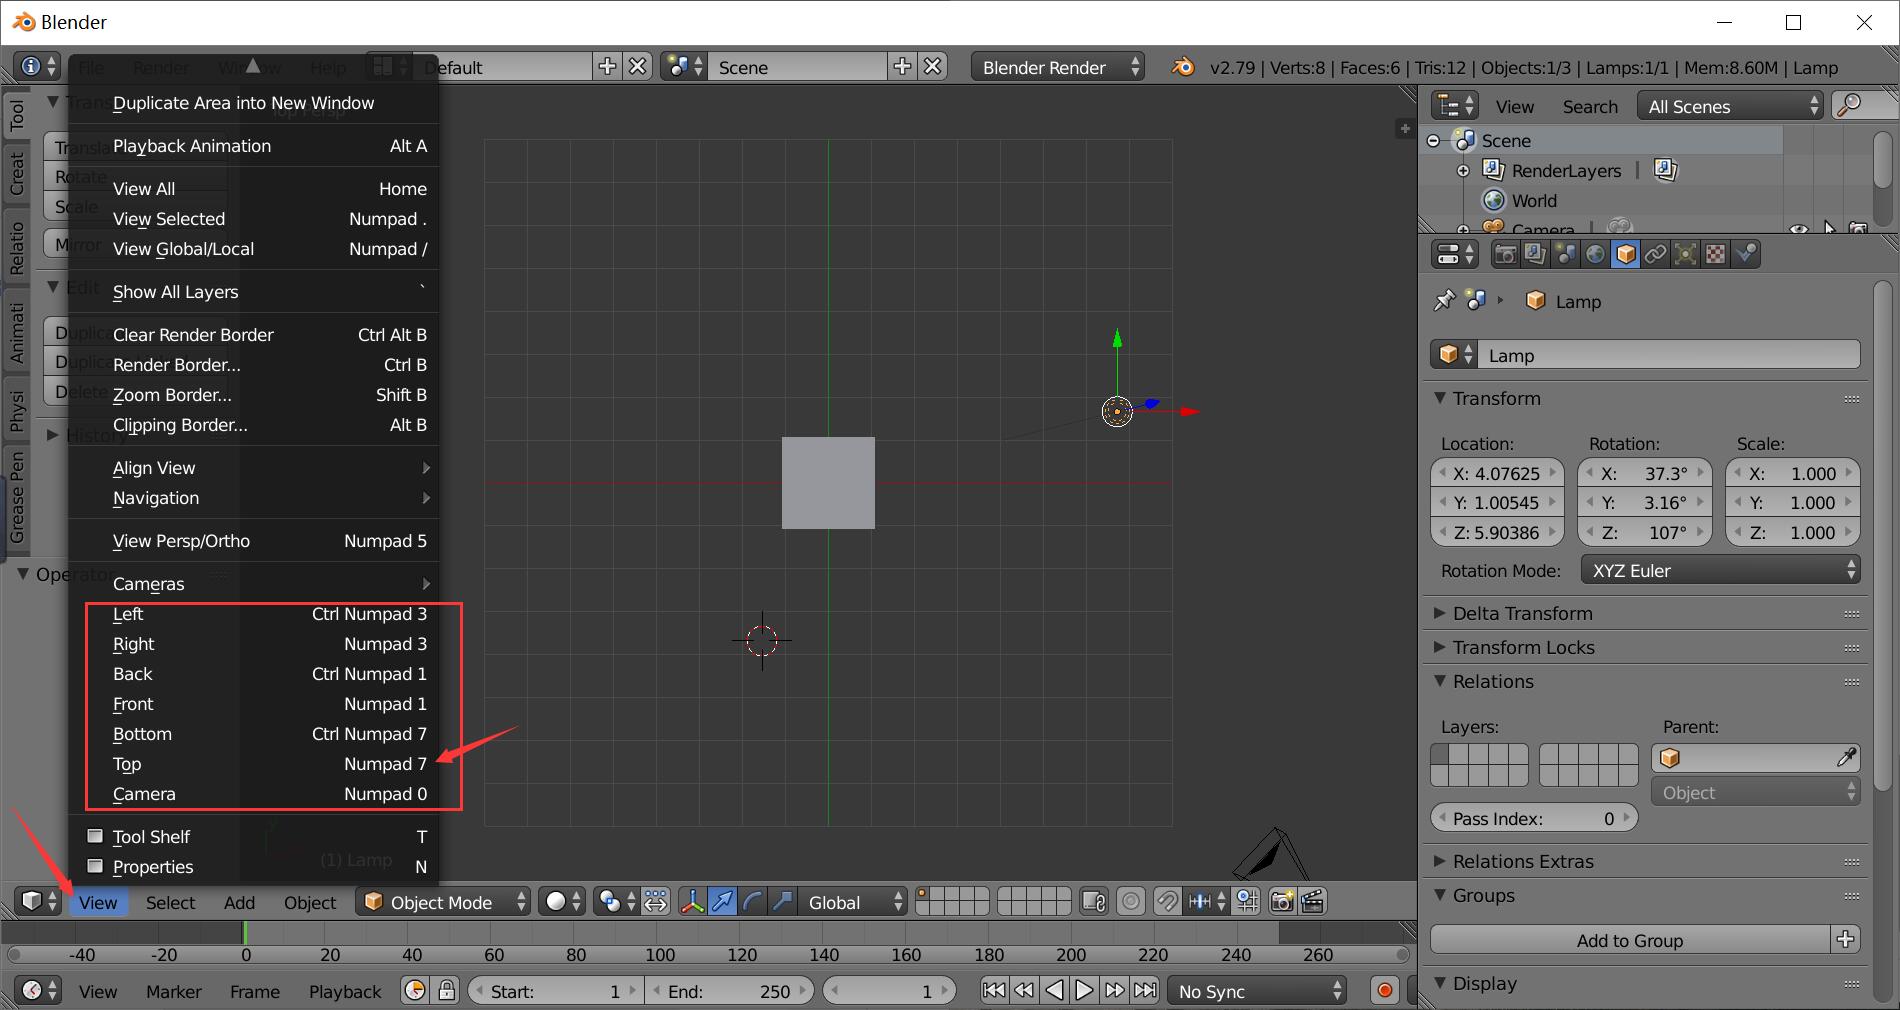 Blender
File Render Window Help
Default
Scene
Blender Render
v2.79 | Verts:8 | Faces:6 | Tris:12 | Objects:1/3 | Lamps:1/1 | Mem:8.60M | Lamp
Tool
Creat
Relatio
Animati
Physi
Grease Pen
Transla
Rotate
Scale
Mirror
Edit
Duplic
Duplic
Delete
History
Operator
Top Persp
Duplicate Area into New Window
Playback Animation Alt A
View All Home
View Selected Numpad .
View Global/Local Numpad /
Show All Layers `
Clear Render Border Ctrl Alt B
Render Border... Ctrl B
Zoom Border... Shift B
Clipping Border... Alt B
Align View
Navigation
View Persp/Ortho Numpad 5
Cameras
Left Ctrl Numpad 3
Right Numpad 3
Back Ctrl Numpad 1
Front Numpad 1
Bottom Ctrl Numpad 7
Top Numpad 7
Camera Numpad 0
Tool Shelf T
Properties N
(1) Lamp
View Select Add Object Object Mode Global
-40 -20 0 20 40 60 80 100 120 140 160 180 200 220 240 260
View Marker Frame Playback Start: 1 End: 250 1 No Sync
View Search All Scenes
Scene
RenderLayers |
World
Camera |
Lamp
Lamp
Transform
Location: Rotation: Scale:
X: 4.07625 X: 37.3° X: 1.000
Y: 1.00545 Y: 3.16° Y: 1.000
Z: 5.90386 Z: 107° Z: 1.000
Rotation Mode: XYZ Euler
Delta Transform
Transform Locks
Relations
Layers: Parent:
Object
Pass Index: 0
Relations Extras
Groups
Add to Group
Display